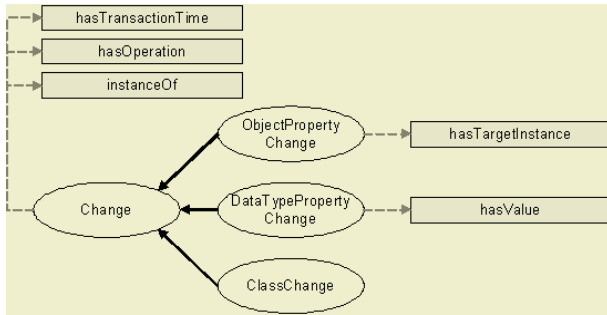 hasTransactionTime
hasOperation
instanceOf
ObjectProperty
Change
hasTargetInstance
Change
DataTypeProperty
Change
hasValue
ClassChange